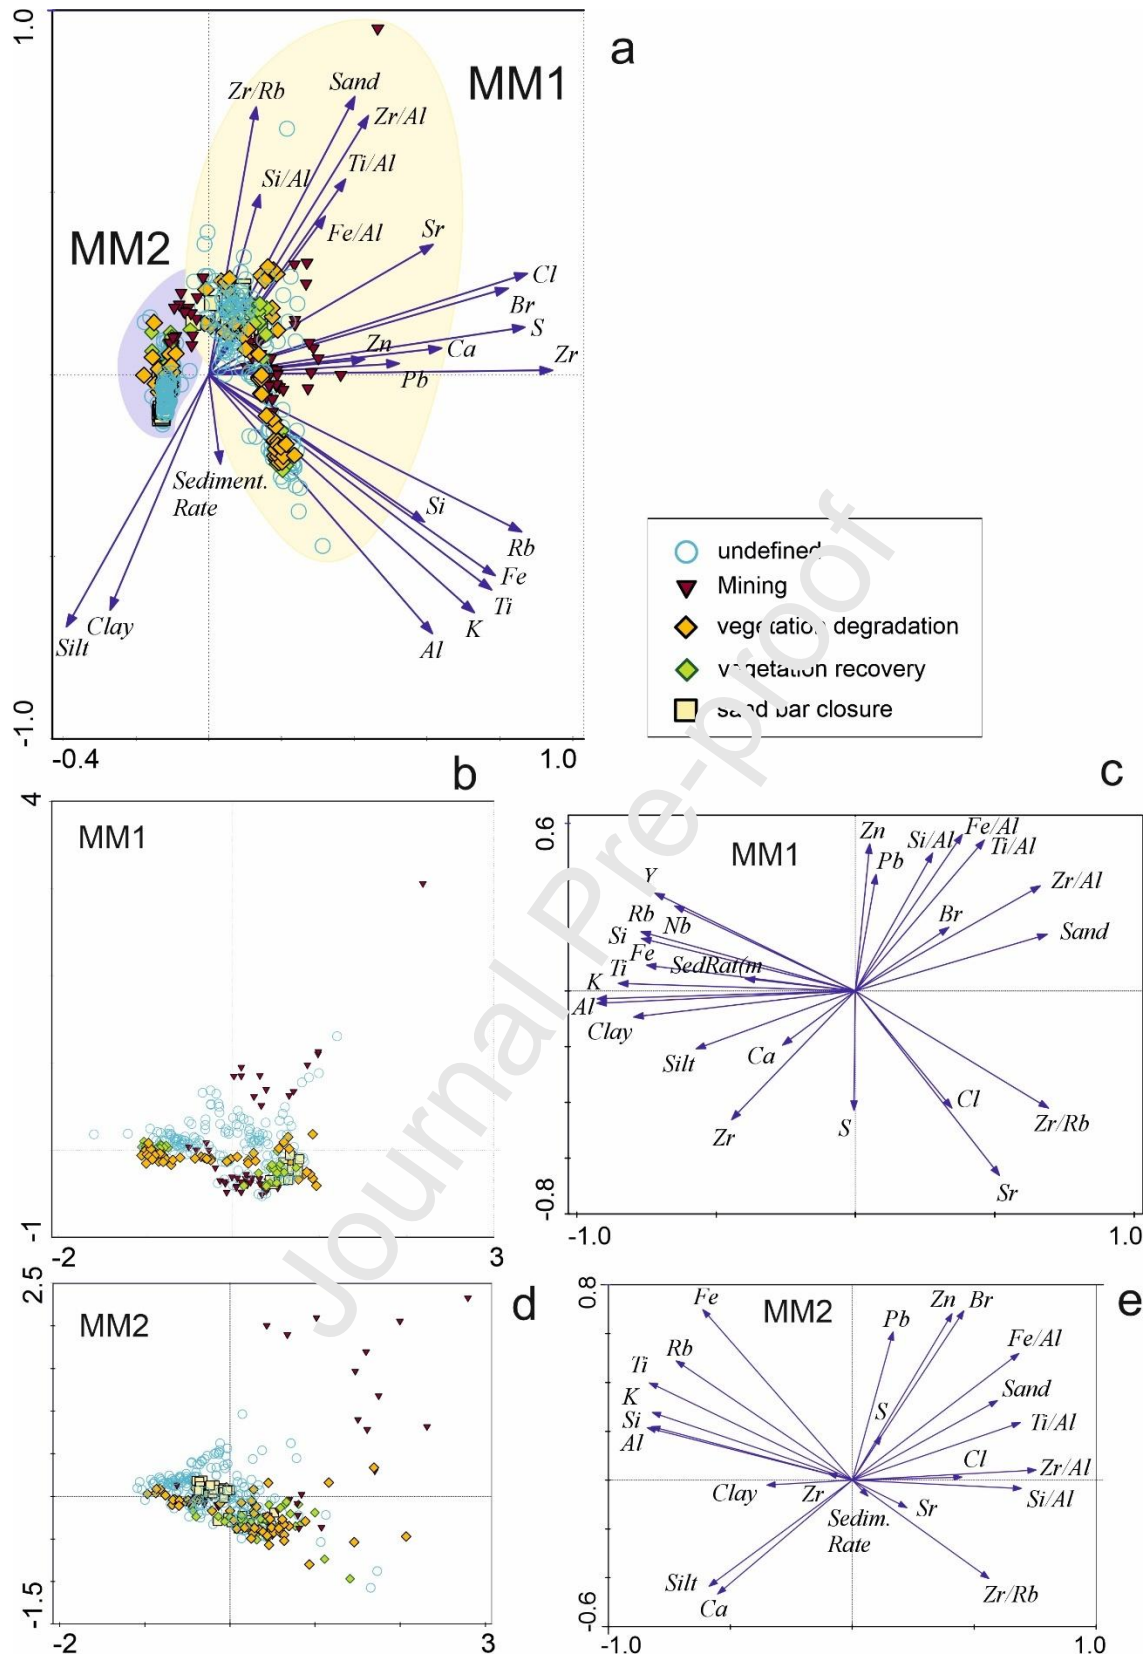 1.0
a
MM1
Zr/Rb
Sand
Zr/Al
Ti/Al
Si/Al
Fe/Al
Sr
MM2
Cl
Br
S
Zn
Ca
Pb
Zr
Sediment.
Rate
Si
Rb
Fe
Ti
K
Al
Clay
Silt
-1.0
-0.4
1.0
undefined
Mining
vegetation degradation
vegetation recovery
sand bar closure
Journal Pre-proof
b
4
MM1
-1
-2
3
c
0.6
MM1
Zn
Pb
Si/Al
Fe/Al
Ti/Al
Zr/Al
Y
Rb
Nb
Br
Sand
Si
Fe
Ti
SedRat(m
K
Al
Clay
Silt
Ca
Zr
S
Cl
Zr/Rb
Sr
-0.8
-1.0
1.0
2.5
MM2
d
-1.5
-2
3
0.8
MM2
e
Fe
Pb
Zn
Br
Fe/Al
Rb
Ti
K
Si
Al
Sand
S
Ti/Al
Cl
Zr/Al
Clay
Zr
Si/Al
Sr
Sedim.
Rate
Silt
Ca
Zr/Rb
-0.6
-1.0
1.0